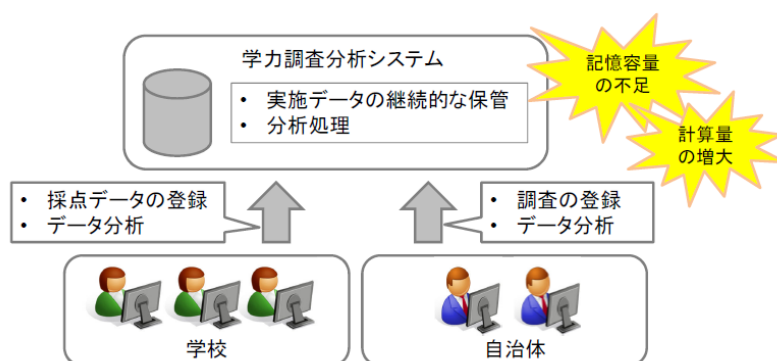 学力調査分析システム
• 実施データの継続的な保管
• 分析処理
記憶容量
の不足
計算量
の増大
• 採点データの登録
• データ分析
• 調査の登録
• データ分析
学校
自治体